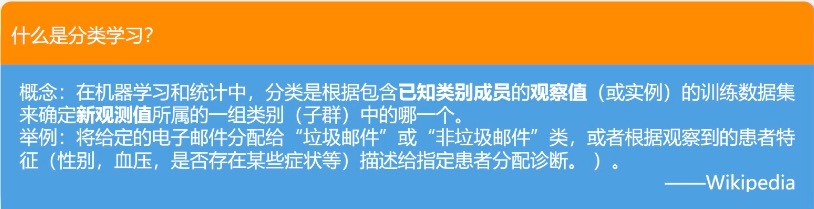 什么是分类学习？
概念：在机器学习和统计中，分类是根据包含已知类别成员的观察值（或实例）的训练数据集
来确定新观测值所属的一组类别（子群）中的哪一个。
举例：将给定的电子邮件分配给“垃圾邮件”或“非垃圾邮件”类，或者根据观察到的患者特
征（性别，血压，是否存在某些症状等）描述给指定患者分配诊断。 ）。
——Wikipedia